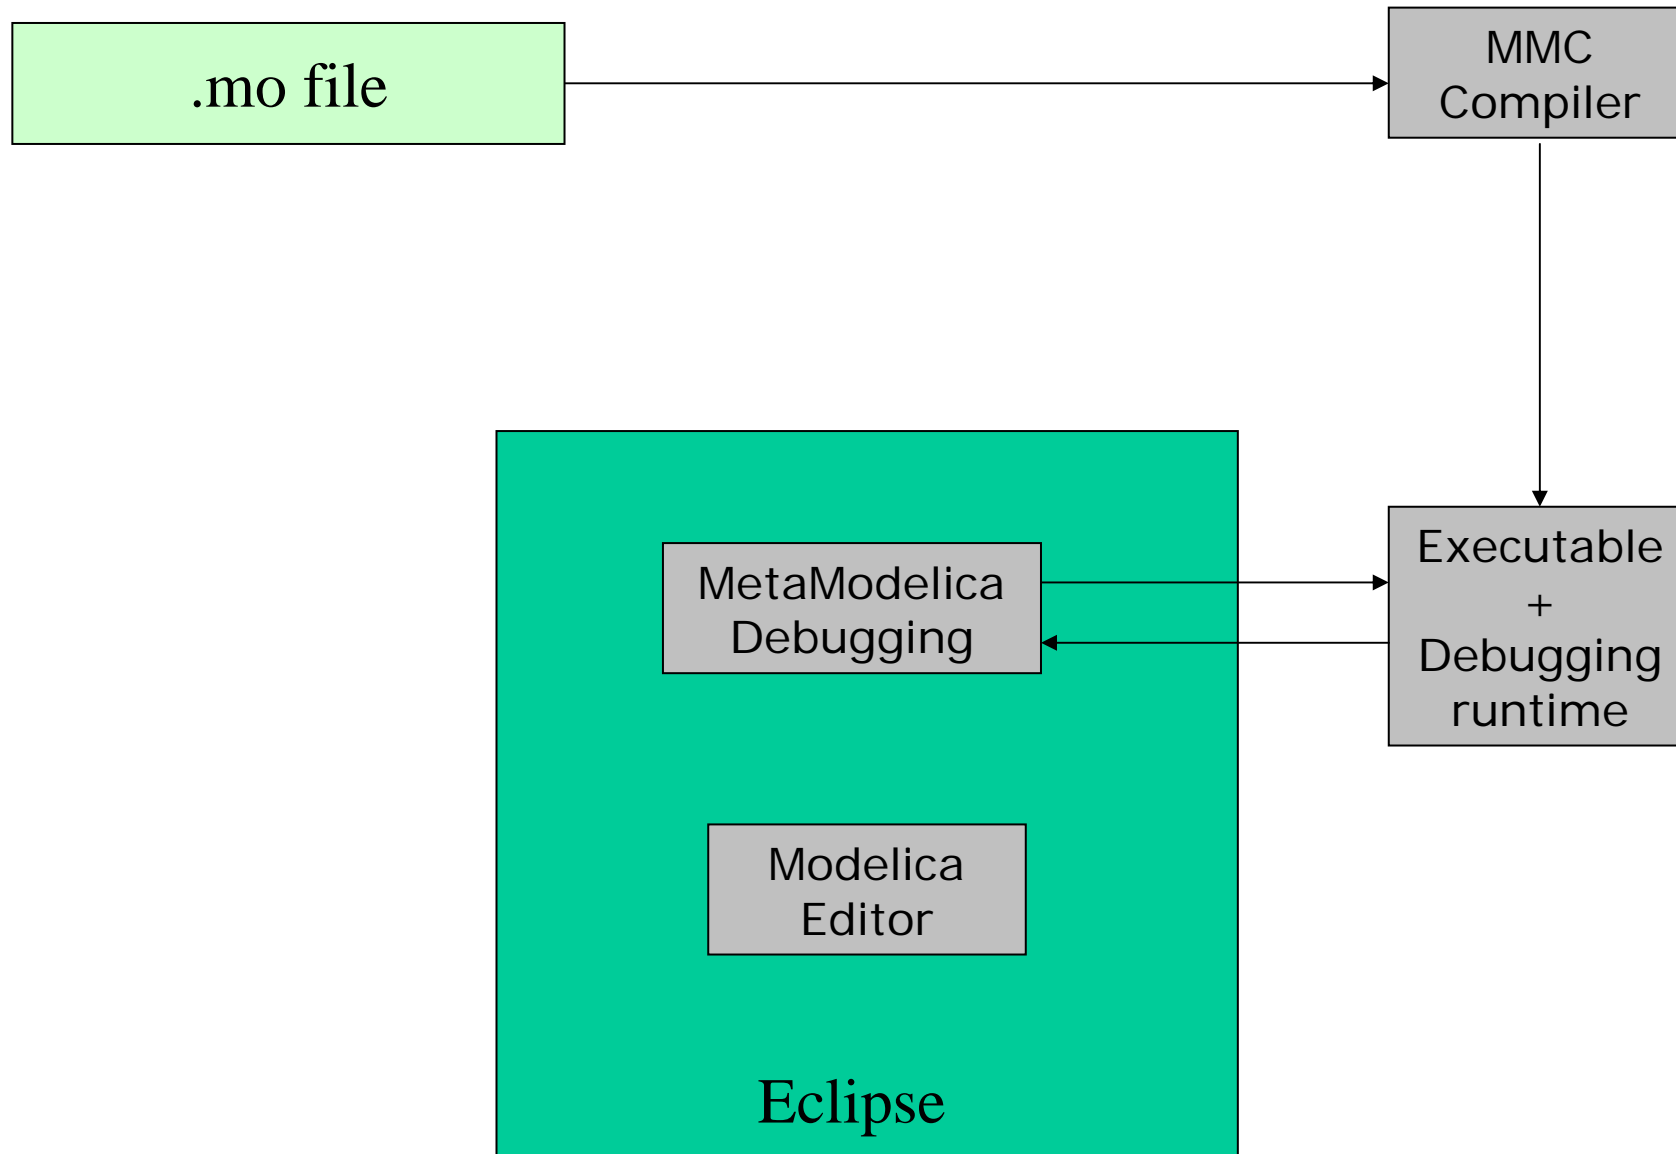 .mo file
MMC
Compiler
Executable
+
Debugging
runtime
MetaModelica
Debugging
Modelica
Editor
Eclipse